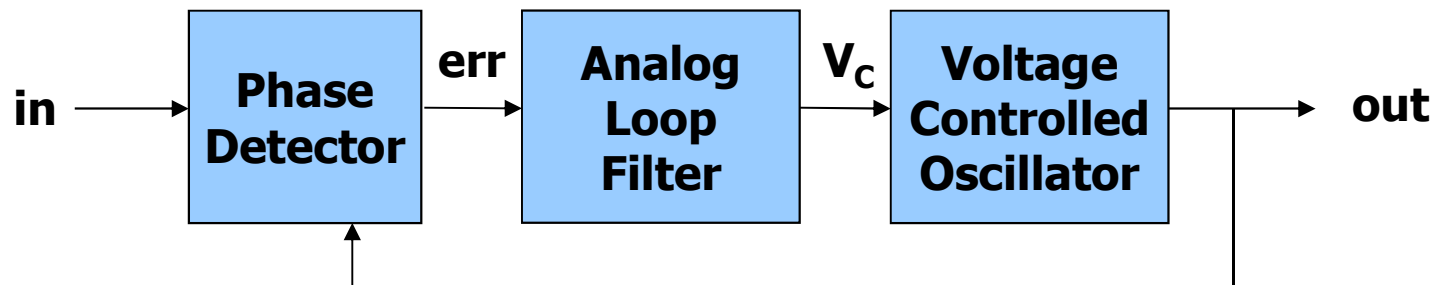 in
Phase
Detector
err
Analog
Loop
Filter
VC
Voltage
Controlled
Oscillator
out